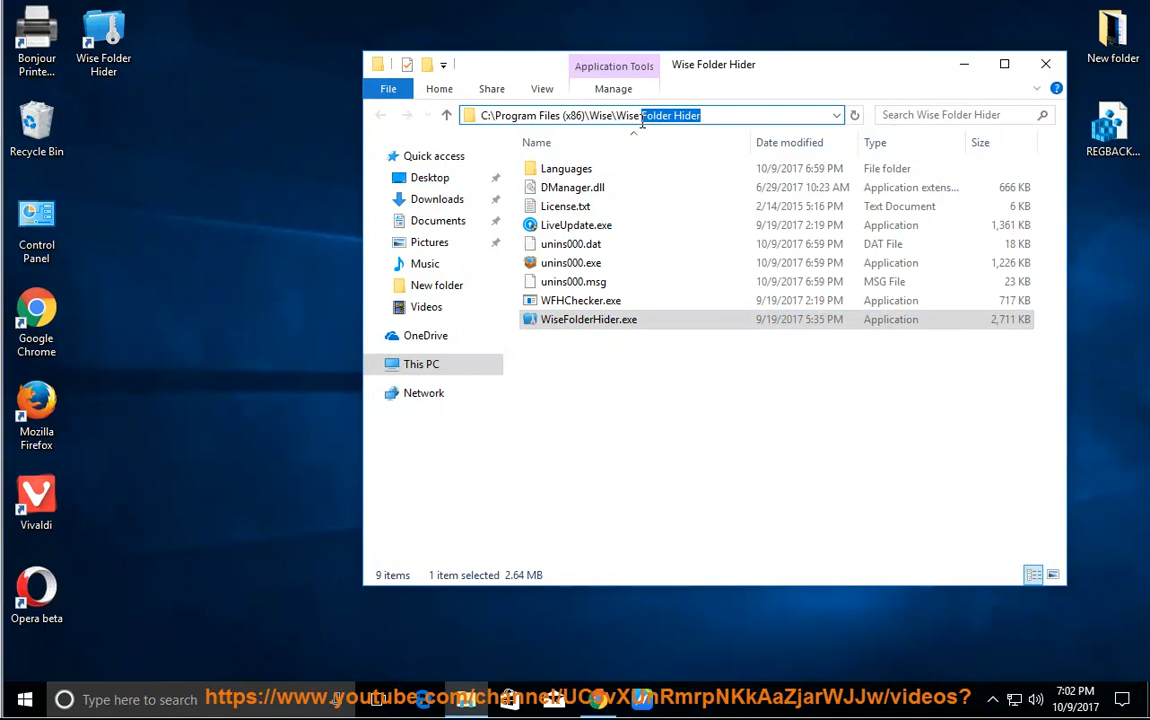 Bonjour
Printe...
Wise Folder
Hider
Recycle Bin
Control
Panel
Google
Chrome
Mozilla
Firefox
Vivaldi
Opera beta
New folder
REGBACK...
Application Tools
Wise Folder Hider
File
Home
Share
View
Manage
C:\Program Files (x86)\Wise\Wise Folder Hider
Search Wise Folder Hider
Name
Date modified
Type
Size
Quick access
Desktop
Downloads
Documents
Pictures
Music
New folder
Videos
OneDrive
This PC
Network
Languages 10/9/2017 6:59 PM File folder
DManager.dll 6/29/2017 10:23 AM Application extens... 666 KB
License.txt 2/14/2015 5:16 PM Text Document 6 KB
LiveUpdate.exe 9/19/2017 2:19 PM Application 1,361 KB
unins000.dat 10/9/2017 6:59 PM DAT File 18 KB
unins000.exe 10/9/2017 6:59 PM Application 1,226 KB
unins000.msg 10/9/2017 6:59 PM MSG File 23 KB
WFHChecker.exe 9/19/2017 2:19 PM Application 717 KB
WiseFolderHider.exe 9/19/2017 5:35 PM Application 2,711 KB
9 items 1 item selected 2.64 MB
Type here to search
7:02 PM
10/9/2017